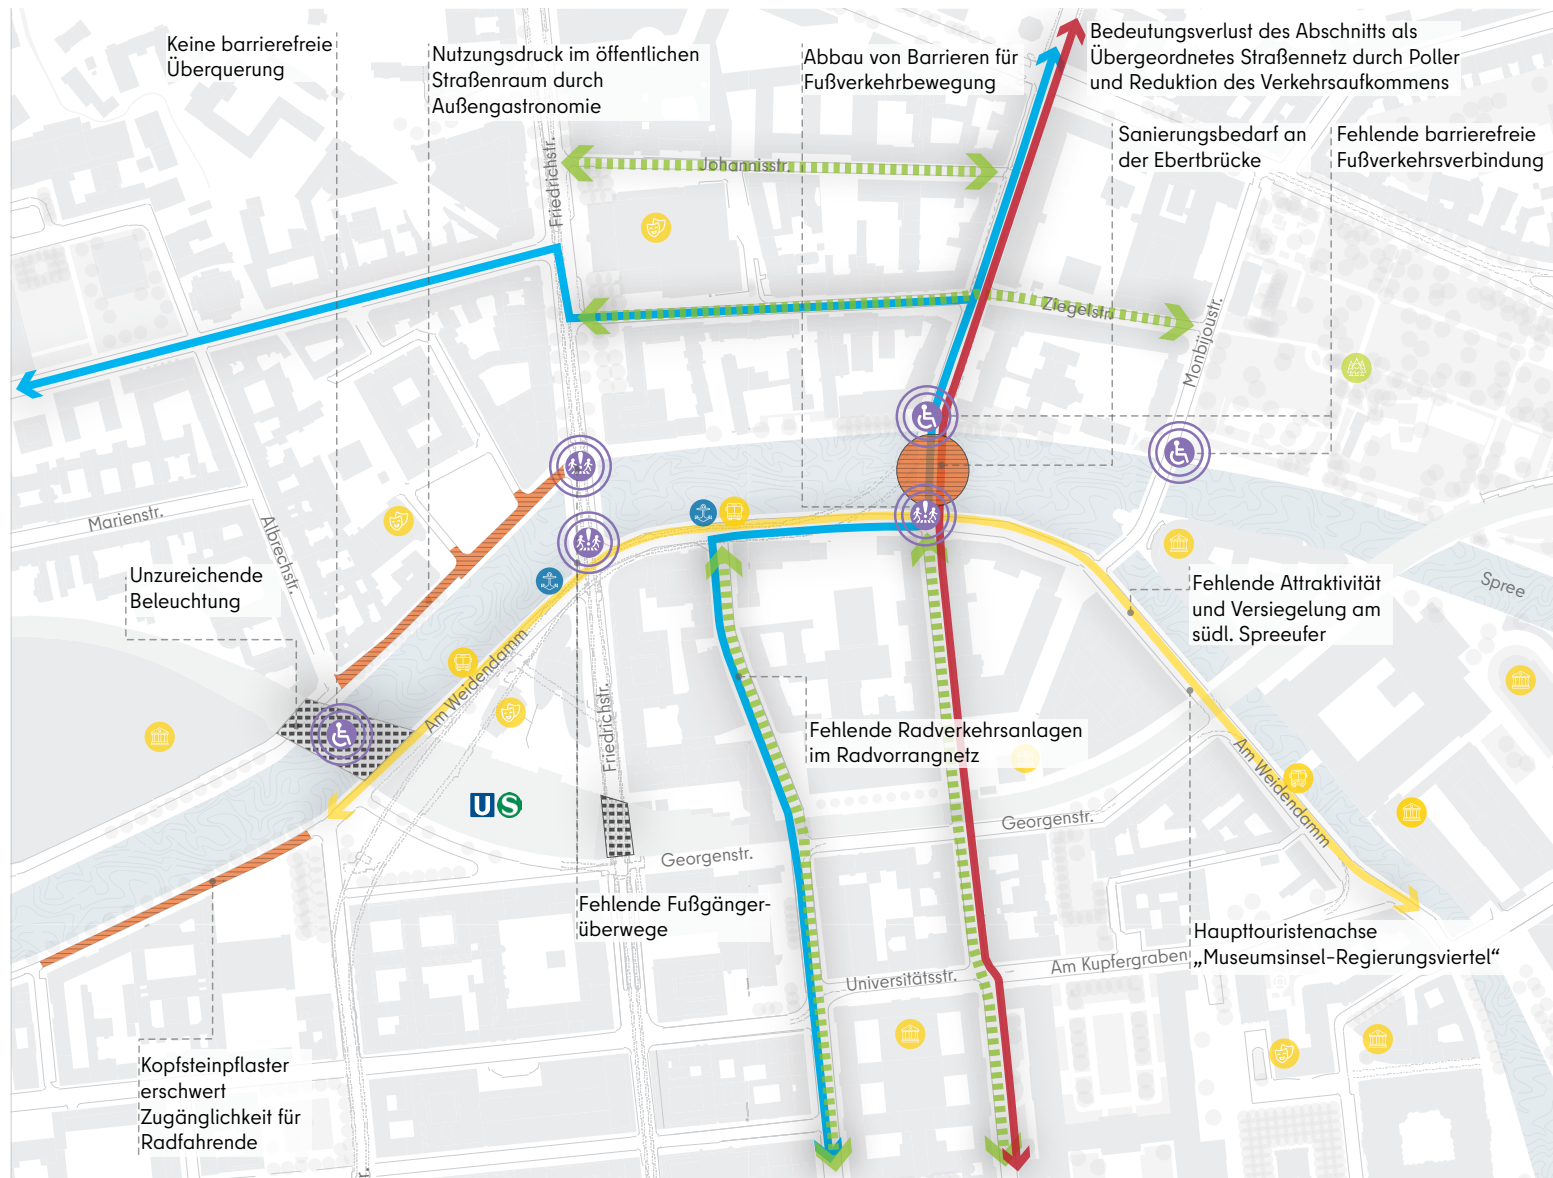 Keine barrierefreie
Überquerung
Nutzungsdruck im öffentlichen
Straßenraum durch
Außengastronomie
Abbau von Barrieren für
Fußverkehrbewegung
Bedeutungsverlust des Abschnitts als
Übergeordnetes Straßennetz durch Poller
und Reduktion des Verkehrsaufkommens
Sanierungsbedarf an
der Ebertbrücke
Fehlende barrierefreie
Fußverkehrsverbindung
Friedrichstr.
Johannisstr.
Ziegelstr.
Monbijoustr.
Marienstr.
Albrechstr.
Unzureichende
Beleuchtung
Am Weidendamm
Friedrichstr.
Spree
Fehlende Attraktivität
und Versiegelung am
südl. Spreeufer
Fehlende Radverkehrsanlagen
im Radvorrangnetz
Am Weidendamm
U S
Georgenstr.
Georgenstr.
Fehlende Fußgänger-
überwege
Haupttouristenachse
„Museumsinsel-Regierungsviertel“
Universitätsstr.
Am Kupfergraben
Kopfsteinpflaster
erschwert
Zugänglichkeit für
Radfahrende